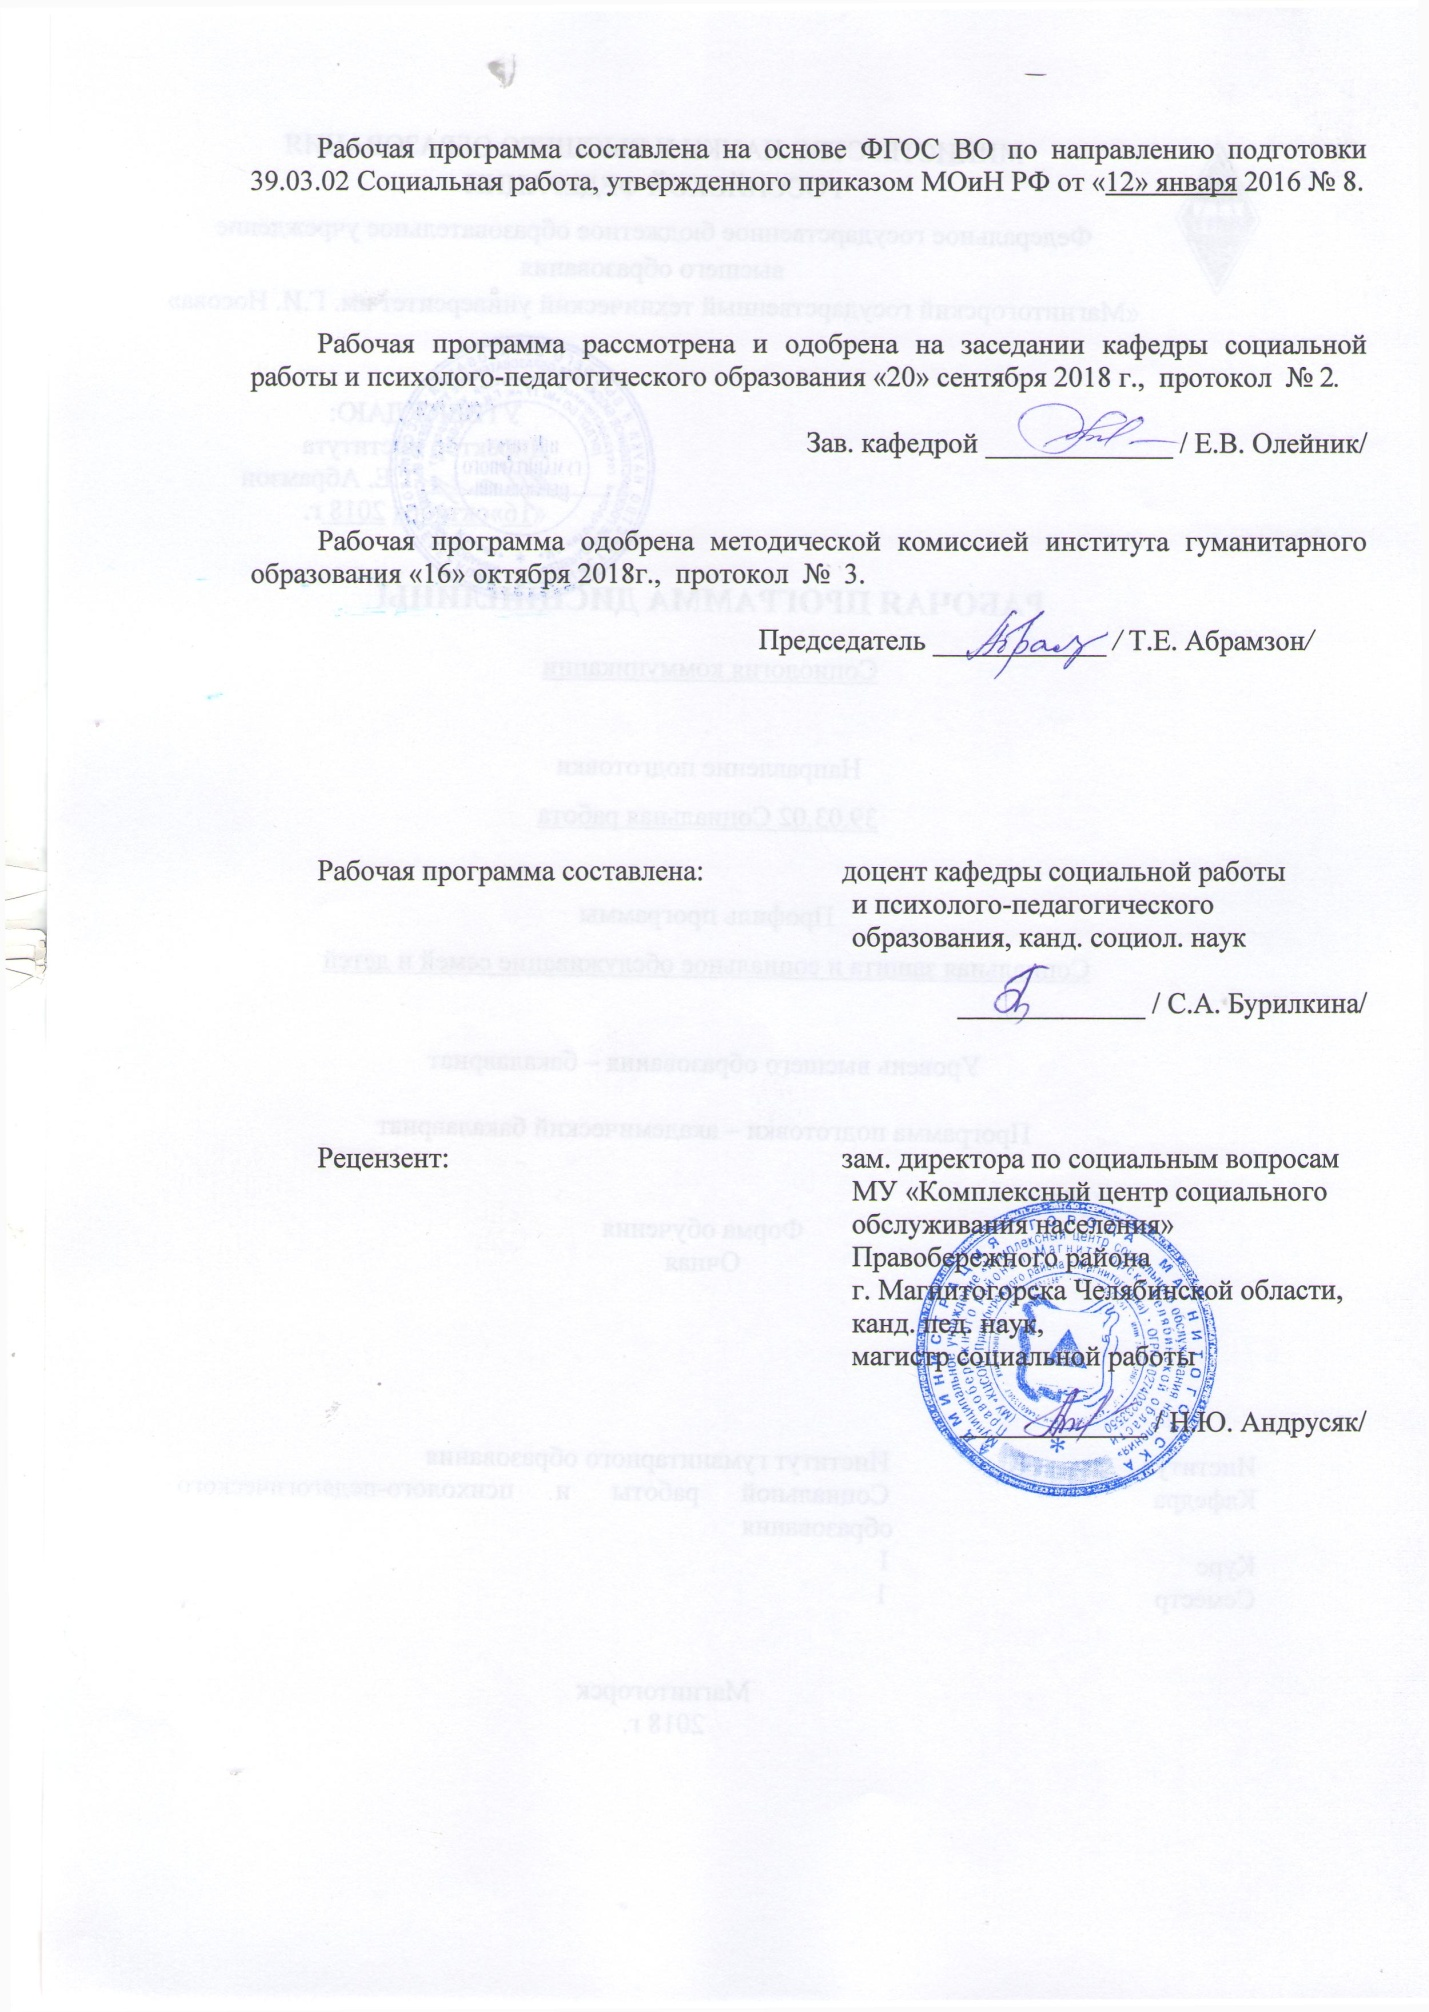 Рабочая программа составлена на основе ФГОС ВО по направлению подготовки
39.03.02 Социальная работа, утвержденного приказом МОиН РФ от «12» января 2016 № 8.
Рабочая программа рассмотрена и одобрена на заседании кафедры социальной
работы и психолого-педагогического образования «20» сентября 2018 г., протокол № 2.
Зав. кафедрой / Е.В. Олейник/
Рабочая программа одобрена методической комиссией института гуманитарного
образования «16» октября 2018г., протокол № 3.
Председатель / Т.Е. Абрамзон/
Рабочая программа составлена: доцент кафедры социальной работы
и психолого-педагогического
образования, канд. социол. наук
/ С.А. Бурилкина/
Рецензент: зам. директора по социальным вопросам
МУ «Комплексный центр социального
обслуживания населения»
Правобережного района
г. Магнитогорска Челябинской области,
канд. пед. наук,
магистр социальной работы
/ Н.Ю. Андрусяк/
АДМИНИСТРАЦИЯ ГОРОДА МАГНИТОГОРСКА